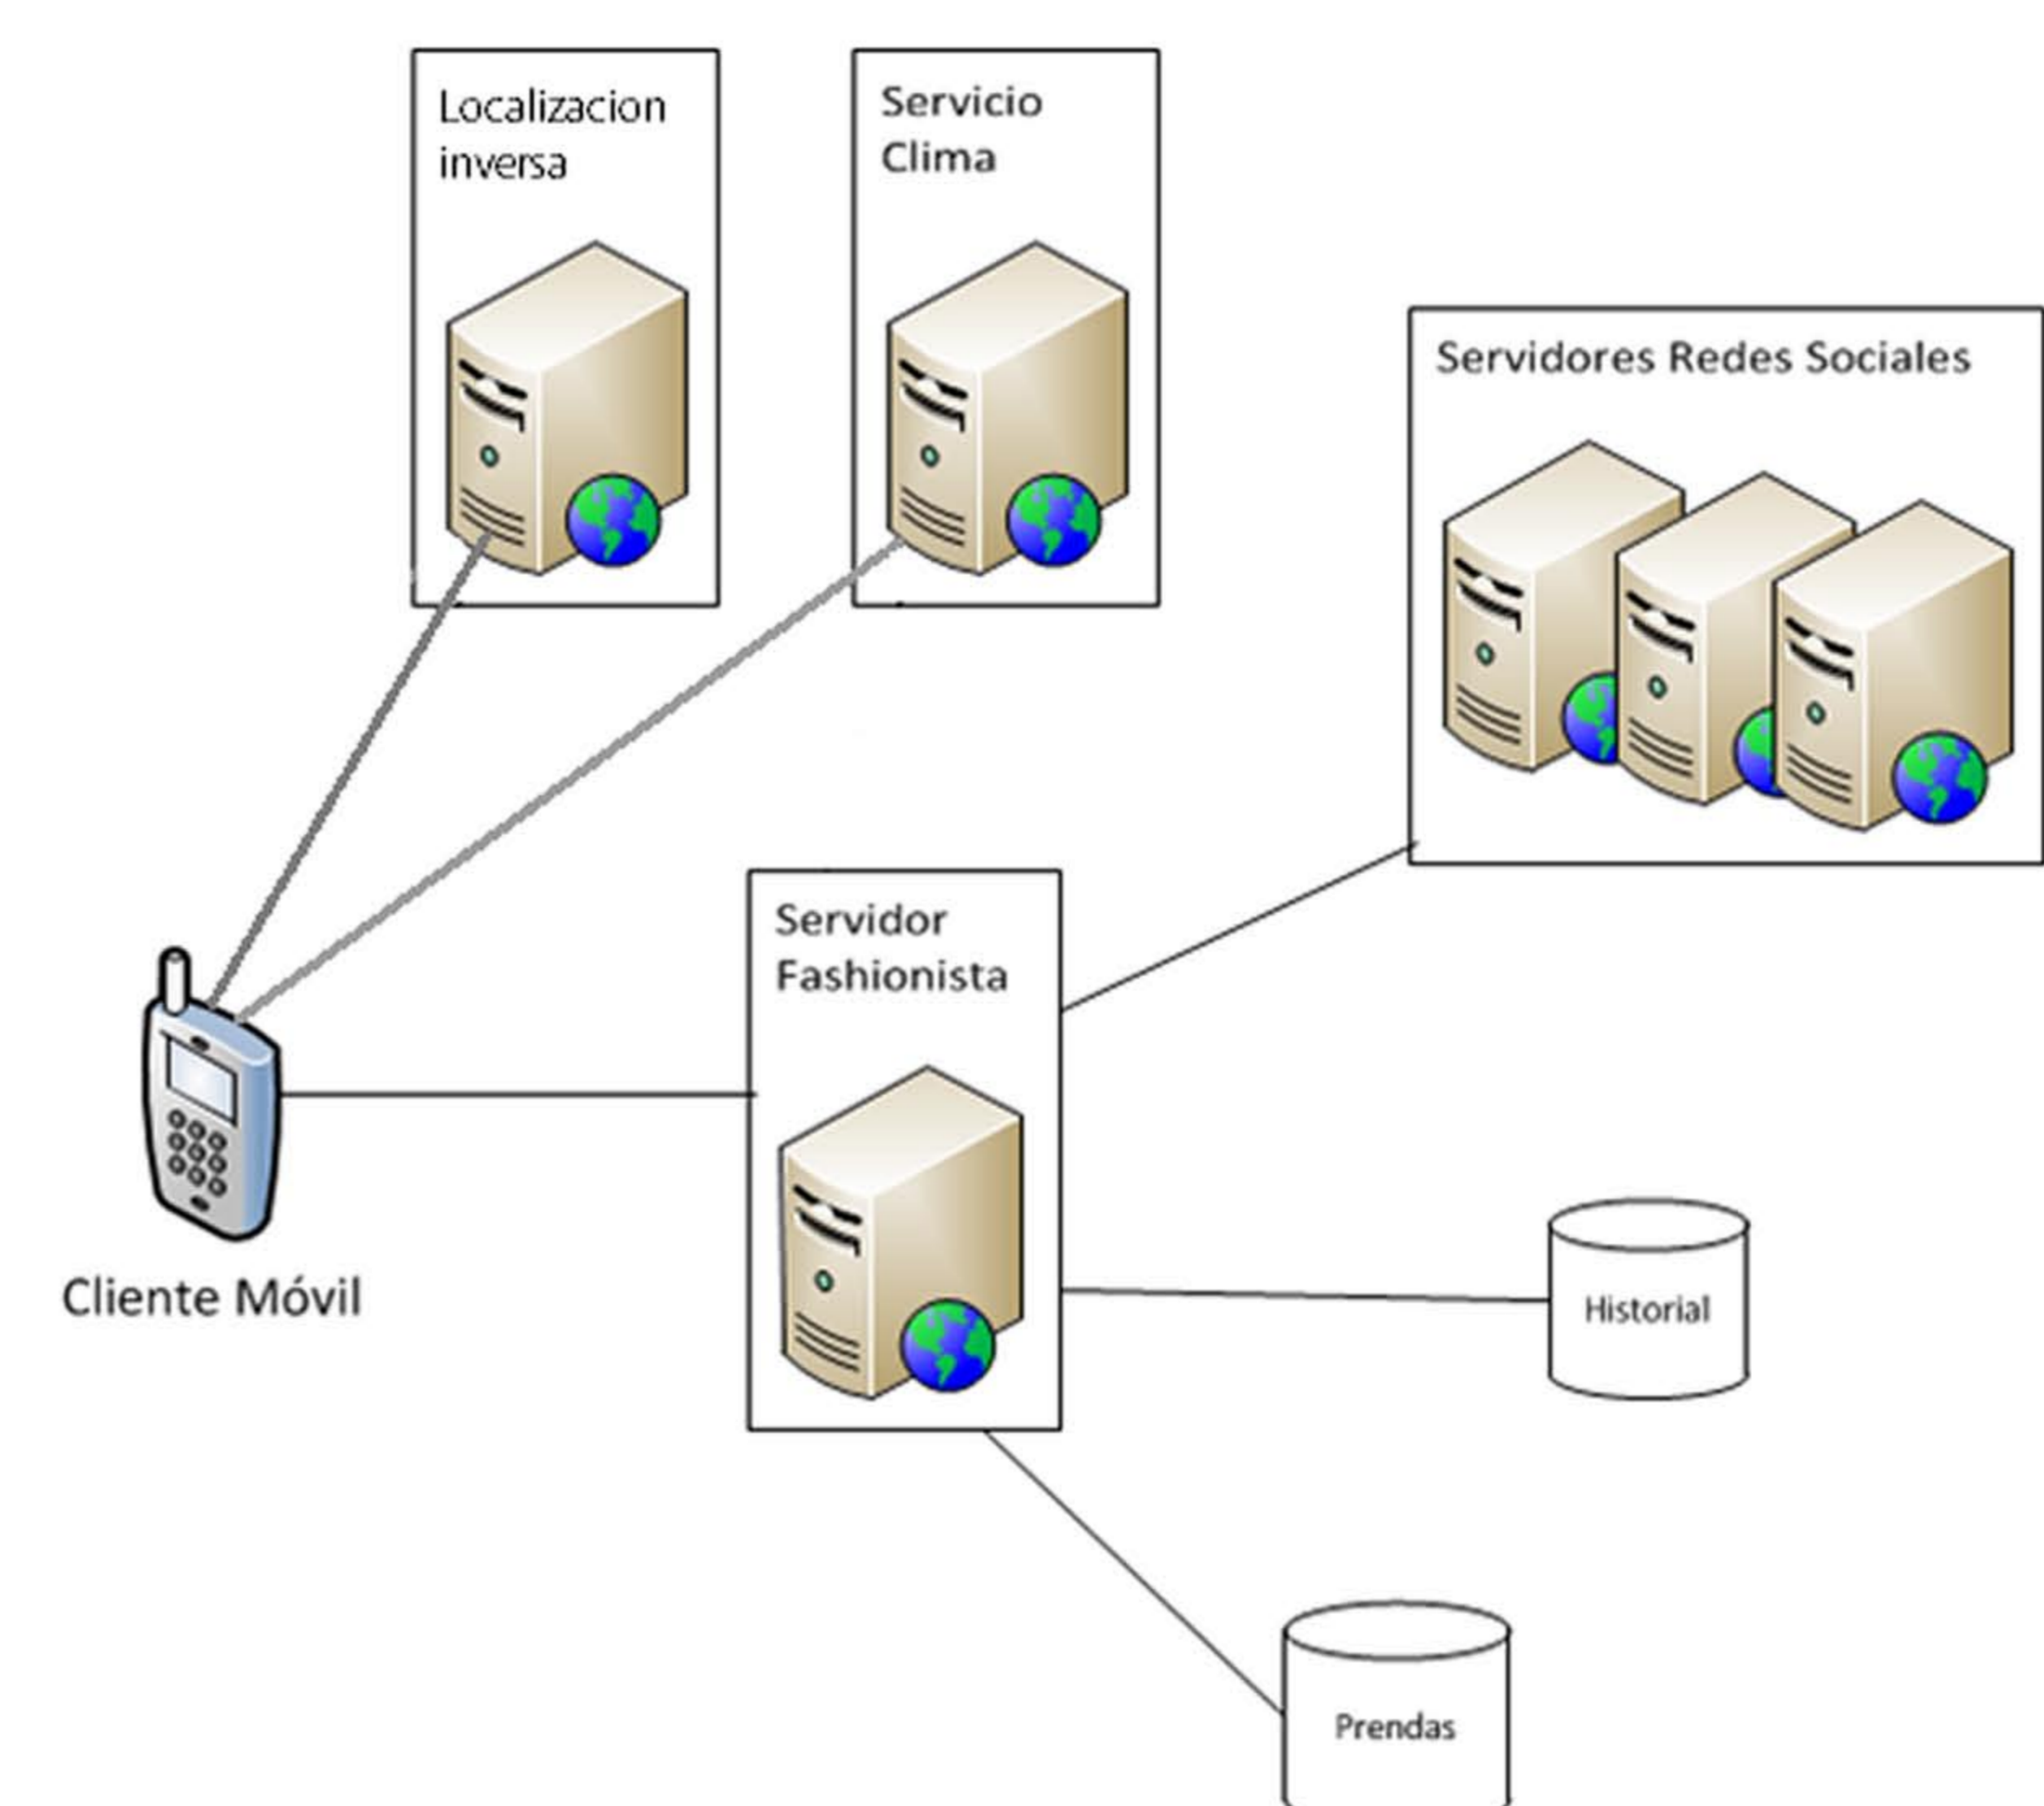 Localizacion
inversa
Servicio
Clima
Servidores Redes Sociales
Servidor
Fashionista
Cliente Móvil
Historial
Prendas